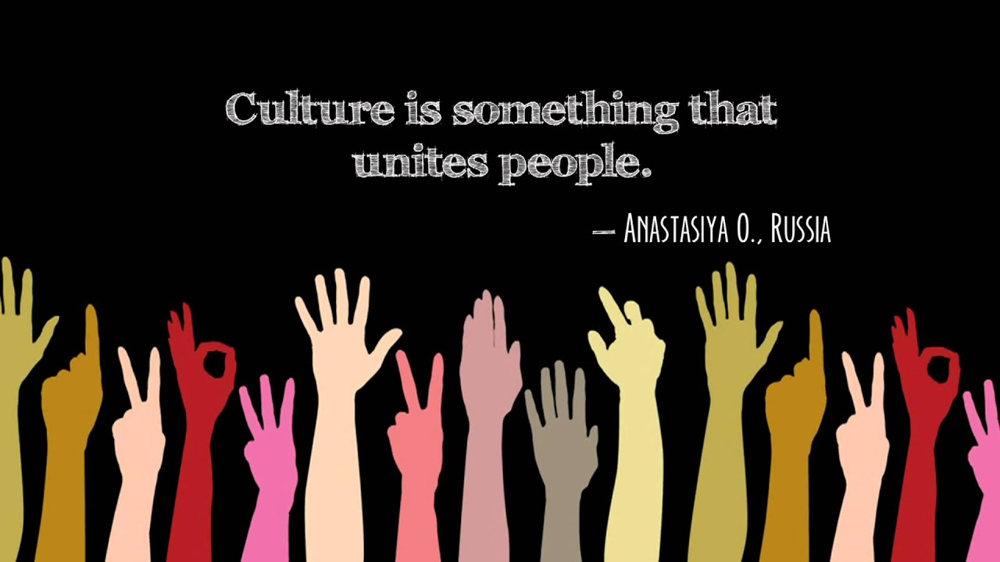 Culture is something that
unites people.
– Anastasiya O., Russia